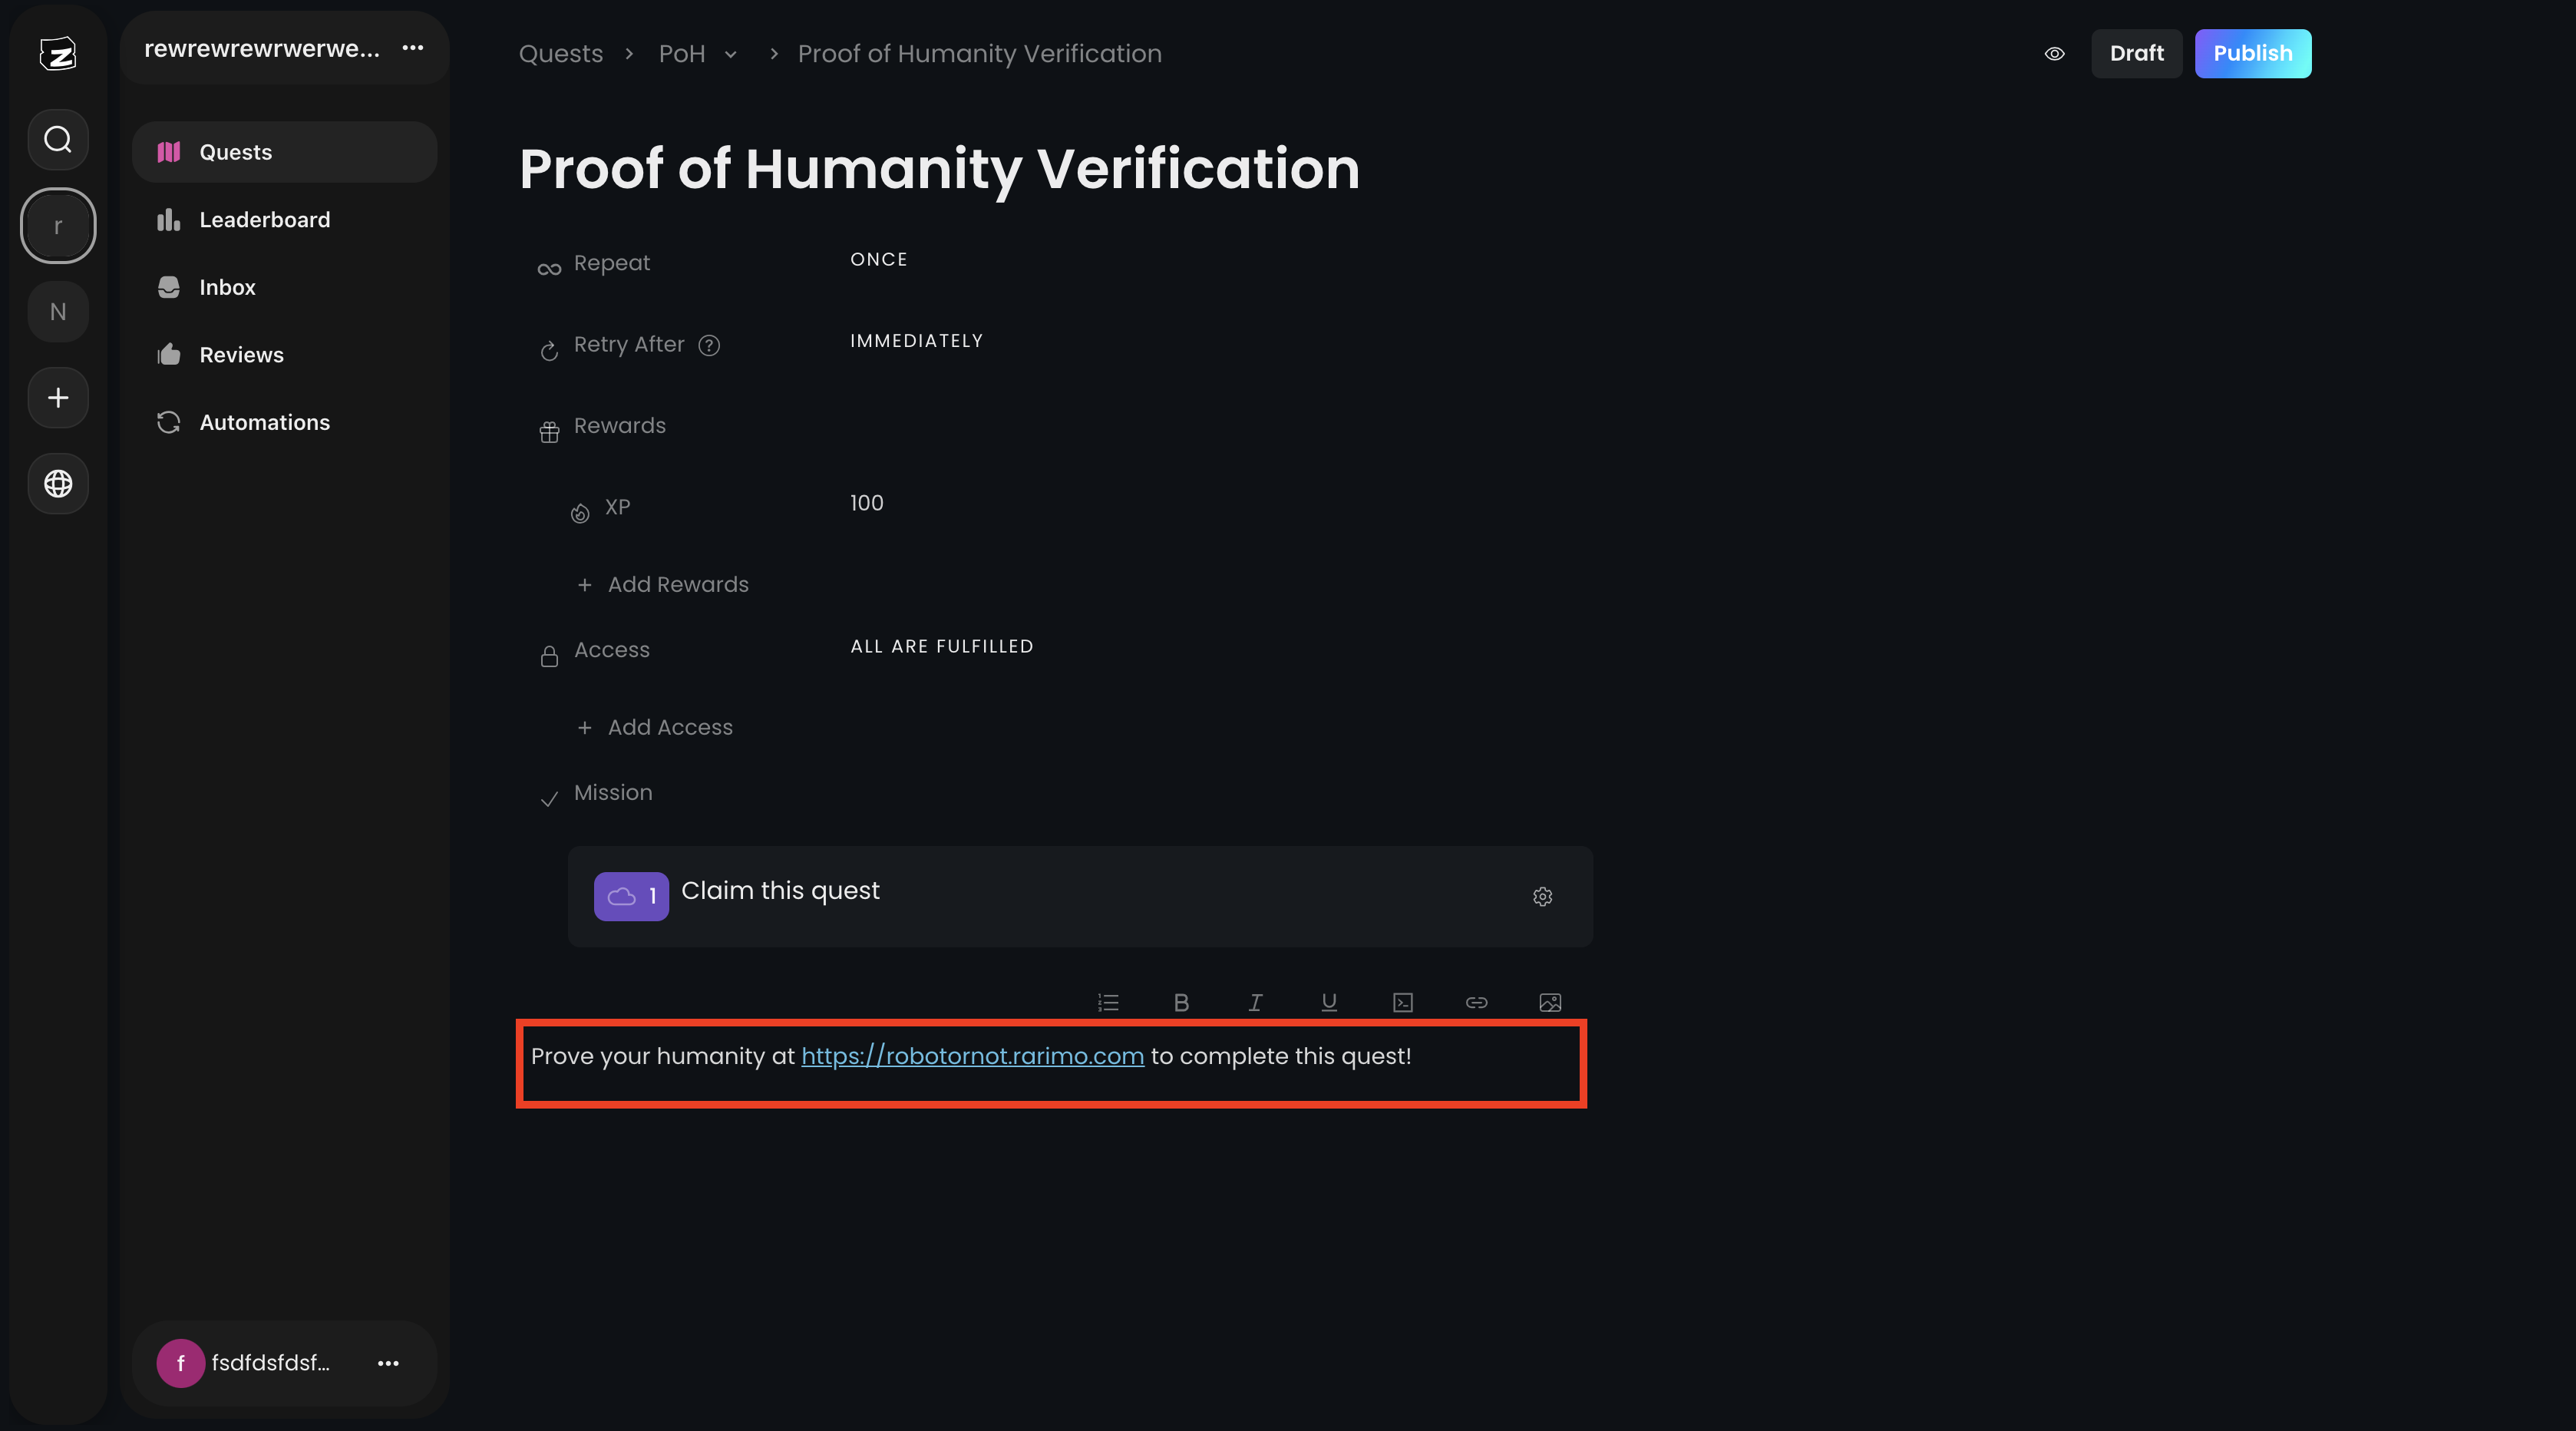 Z
rewrewrewrwerwe...
r
N
Quests
Leaderboard
Inbox
Reviews
Automations
f
fsdfdsfdsf...
Quests > PoH > Proof of Humanity Verification
Draft
Publish
Proof of Humanity Verification
Repeat ONCE
Retry After ? IMMEDIATELY
Rewards
XP 100
+ Add Rewards
Access ALL ARE FULFILLED
+ Add Access
Mission
1 Claim this quest
B I U
Prove your humanity at https://robotornot.rarimo.com to complete this quest!